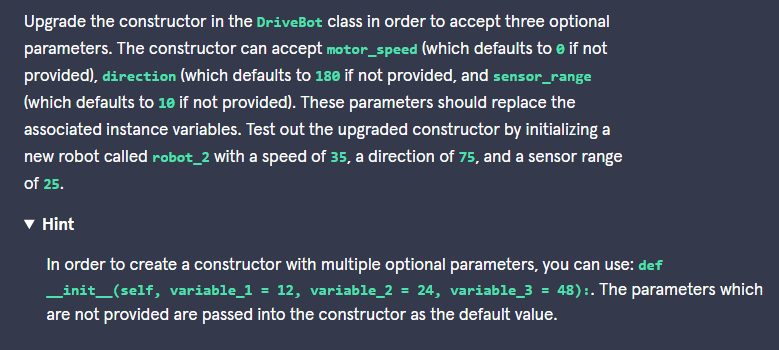 Upgrade the constructor in the DriveBot class in order to accept three optional
parameters. The constructor can accept motor_speed (which defaults to 0 if not
provided), direction (which defaults to 180 if not provided, and sensor_range
(which defaults to 10 if not provided). These parameters should replace the
associated instance variables. Test out the upgraded constructor by initializing a
new robot called robot_2 with a speed of 35, a direction of 75, and a sensor range
of 25.
▼ Hint
In order to create a constructor with multiple optional parameters, you can use: def
__init__(self, variable_1 = 12, variable_2 = 24, variable_3 = 48):. The parameters which
are not provided are passed into the constructor as the default value.